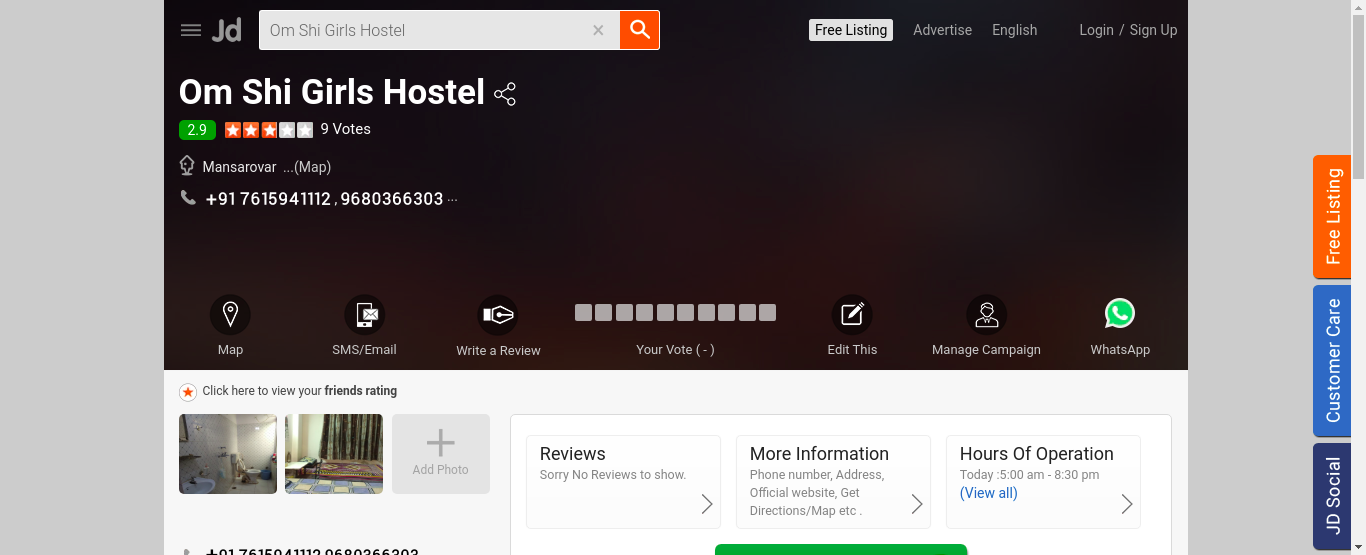 Jd Om Shi Girls Hostel × Free Listing Advertise English Login / Sign Up
Om Shi Girls Hostel
2.9 9 Votes
Mansarovar ...(Map)
+91 7615941112 , 9680366303 ...
Map SMS/Email Write a Review Your Vote ( - ) Edit This Manage Campaign WhatsApp
Click here to view your friends rating
Add Photo
Reviews
Sorry No Reviews to show.
More Information
Phone number, Address,
Official website, Get
Directions/Map etc .
Hours Of Operation
Today :5:00 am - 8:30 pm
(View all)
+91 7615941112,9680366303
Free Listing
Customer Care
JD Social